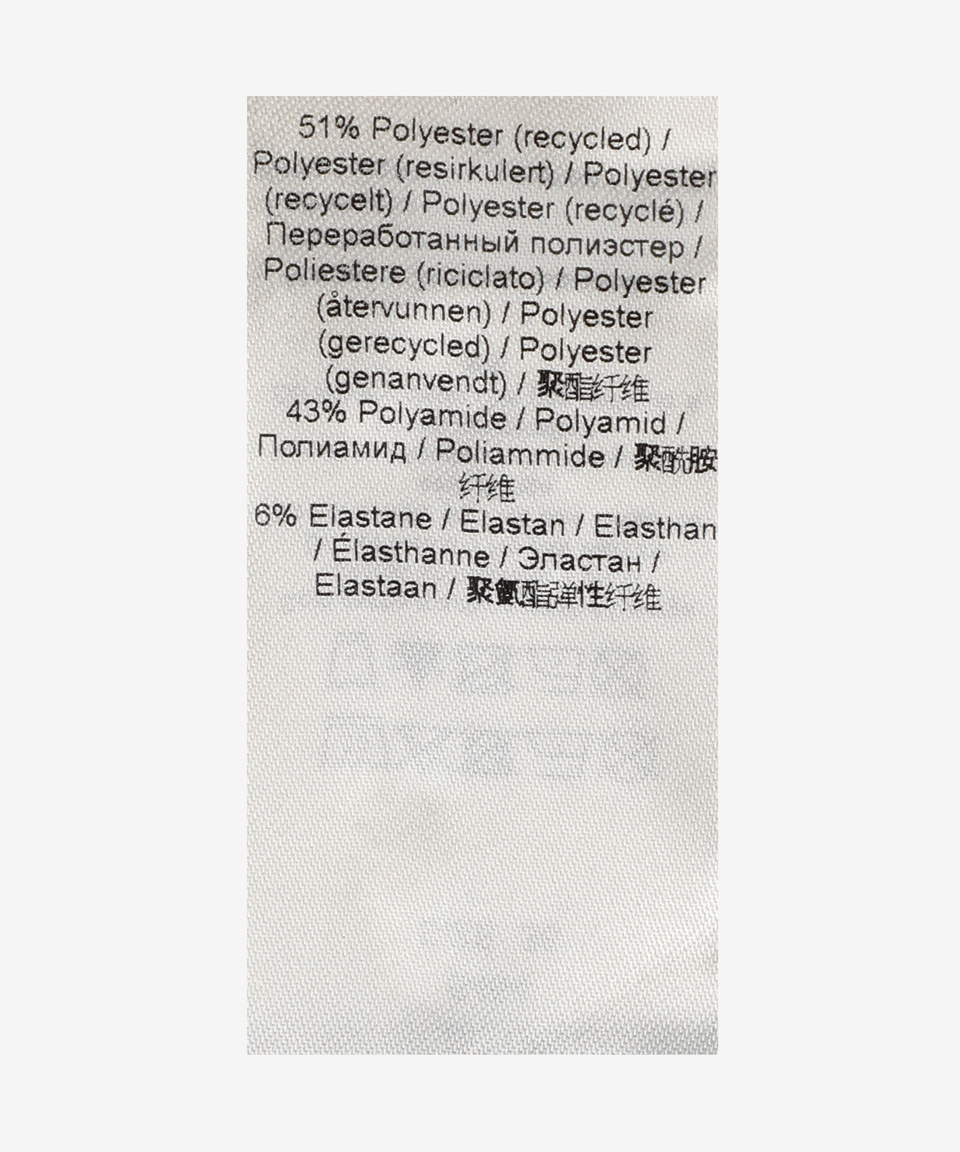 51% Polyester (recycled) /
Polyester (resirkulert) / Polyester
(recycelt) / Polyester (recyclé) /
Переработанный полиэстер /
Poliestere (riciclato) / Polyester
(återvunnen) / Polyester
(gerecycled) / Polyester
(genanvendt) / 聚酯纤维
43% Polyamide / Polyamid /
Полиамид / Poliammide / 聚酰胺
纤维
6% Elastane / Elastan / Elasthan
/ Élasthanne / Эластан /
Elastaan / 聚氨酯弹性纤维